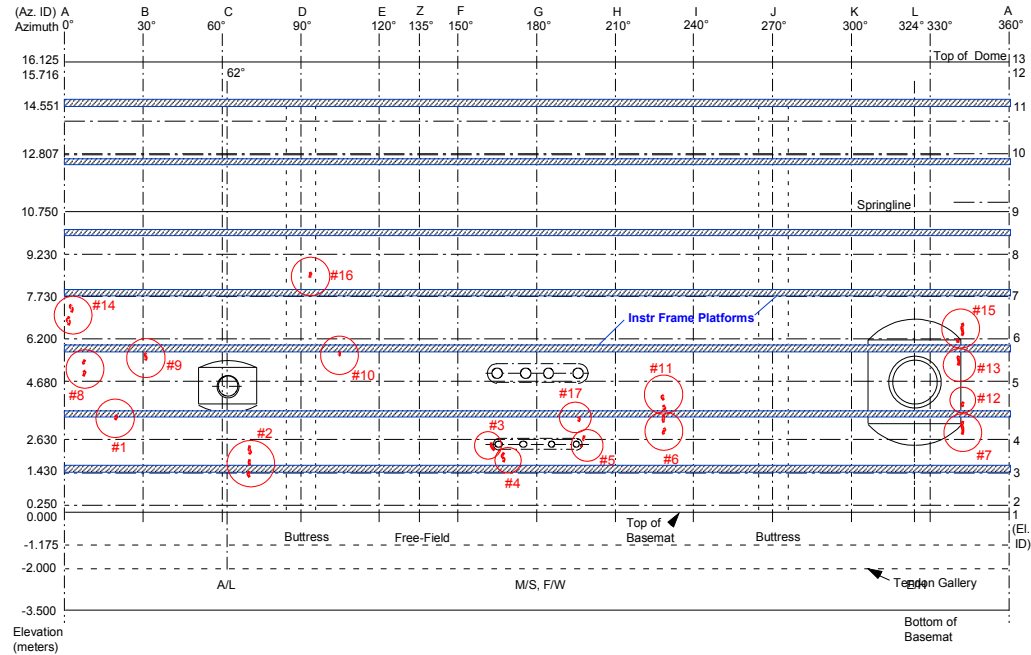 (Az. ID) A B C D E Z F G H I J K L A
Azimuth 0° 30° 60° 90° 120° 135° 150° 180° 210° 240° 270° 300° 324° 330° 360°
16.125 Top of Dome 13
15.716 62° 12
14.551 11
12.807 10
10.750 Springline 9
9.230 8
#16
7.730 7
#14 #15
Instr Frame Platforms
6.200 6
#9 #10 #13
4.680 5
#8 #11 #12
#17
#1 #3
2.630 #2 #5 #6 #7 4
1.430 #4 3
0.250 2
0.000 1
Top of (El.
Buttress Free-Field Basemat Buttress ID)
-1.175
-2.000
A/L M/S, F/W Tendon Gallery E/H
-3.500
Elevation Bottom of
(meters) Basemat